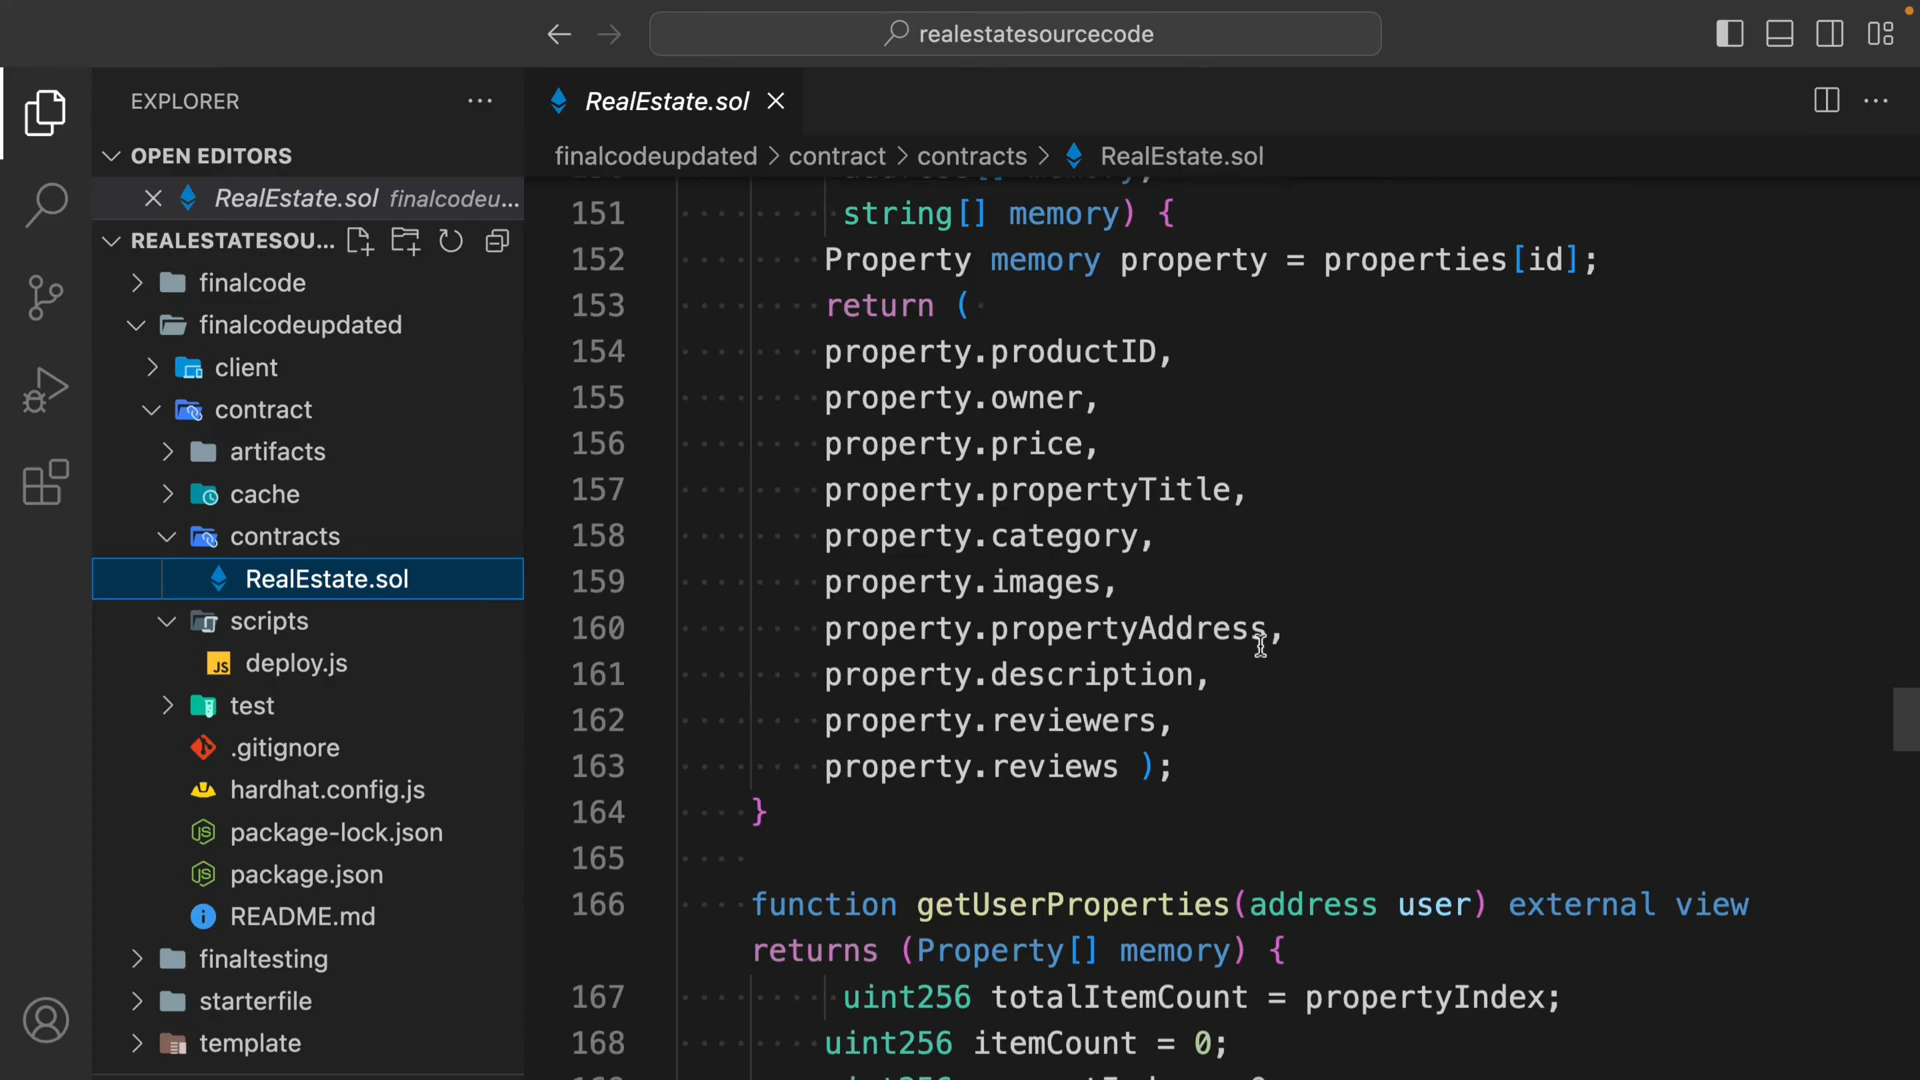 realestatesourcecode
EXPLORER
RealEstate.sol
OPEN EDITORS
finalcodeupdated > contract > contracts > RealEstate.sol
RealEstate.sol finalcodeu...
REALESTATESOU...
finalcode
finalcodeupdated
client
contract
artifacts
cache
contracts
RealEstate.sol
scripts
deploy.js
test
.gitignore
hardhat.config.js
package-lock.json
package.json
README.md
finaltesting
starterfile
template
151 string[] memory) {
152 Property memory property = properties[id];
153 return (
154 property.productID,
155 property.owner,
156 property.price,
157 property.propertyTitle,
158 property.category,
159 property.images,
160 property.propertyAddress,
161 property.description,
162 property.reviewers,
163 property.reviews );
164 }
165
166 function getUserProperties(address user) external view
returns (Property[] memory) {
167 uint256 totalItemCount = propertyIndex;
168 uint256 itemCount = 0;